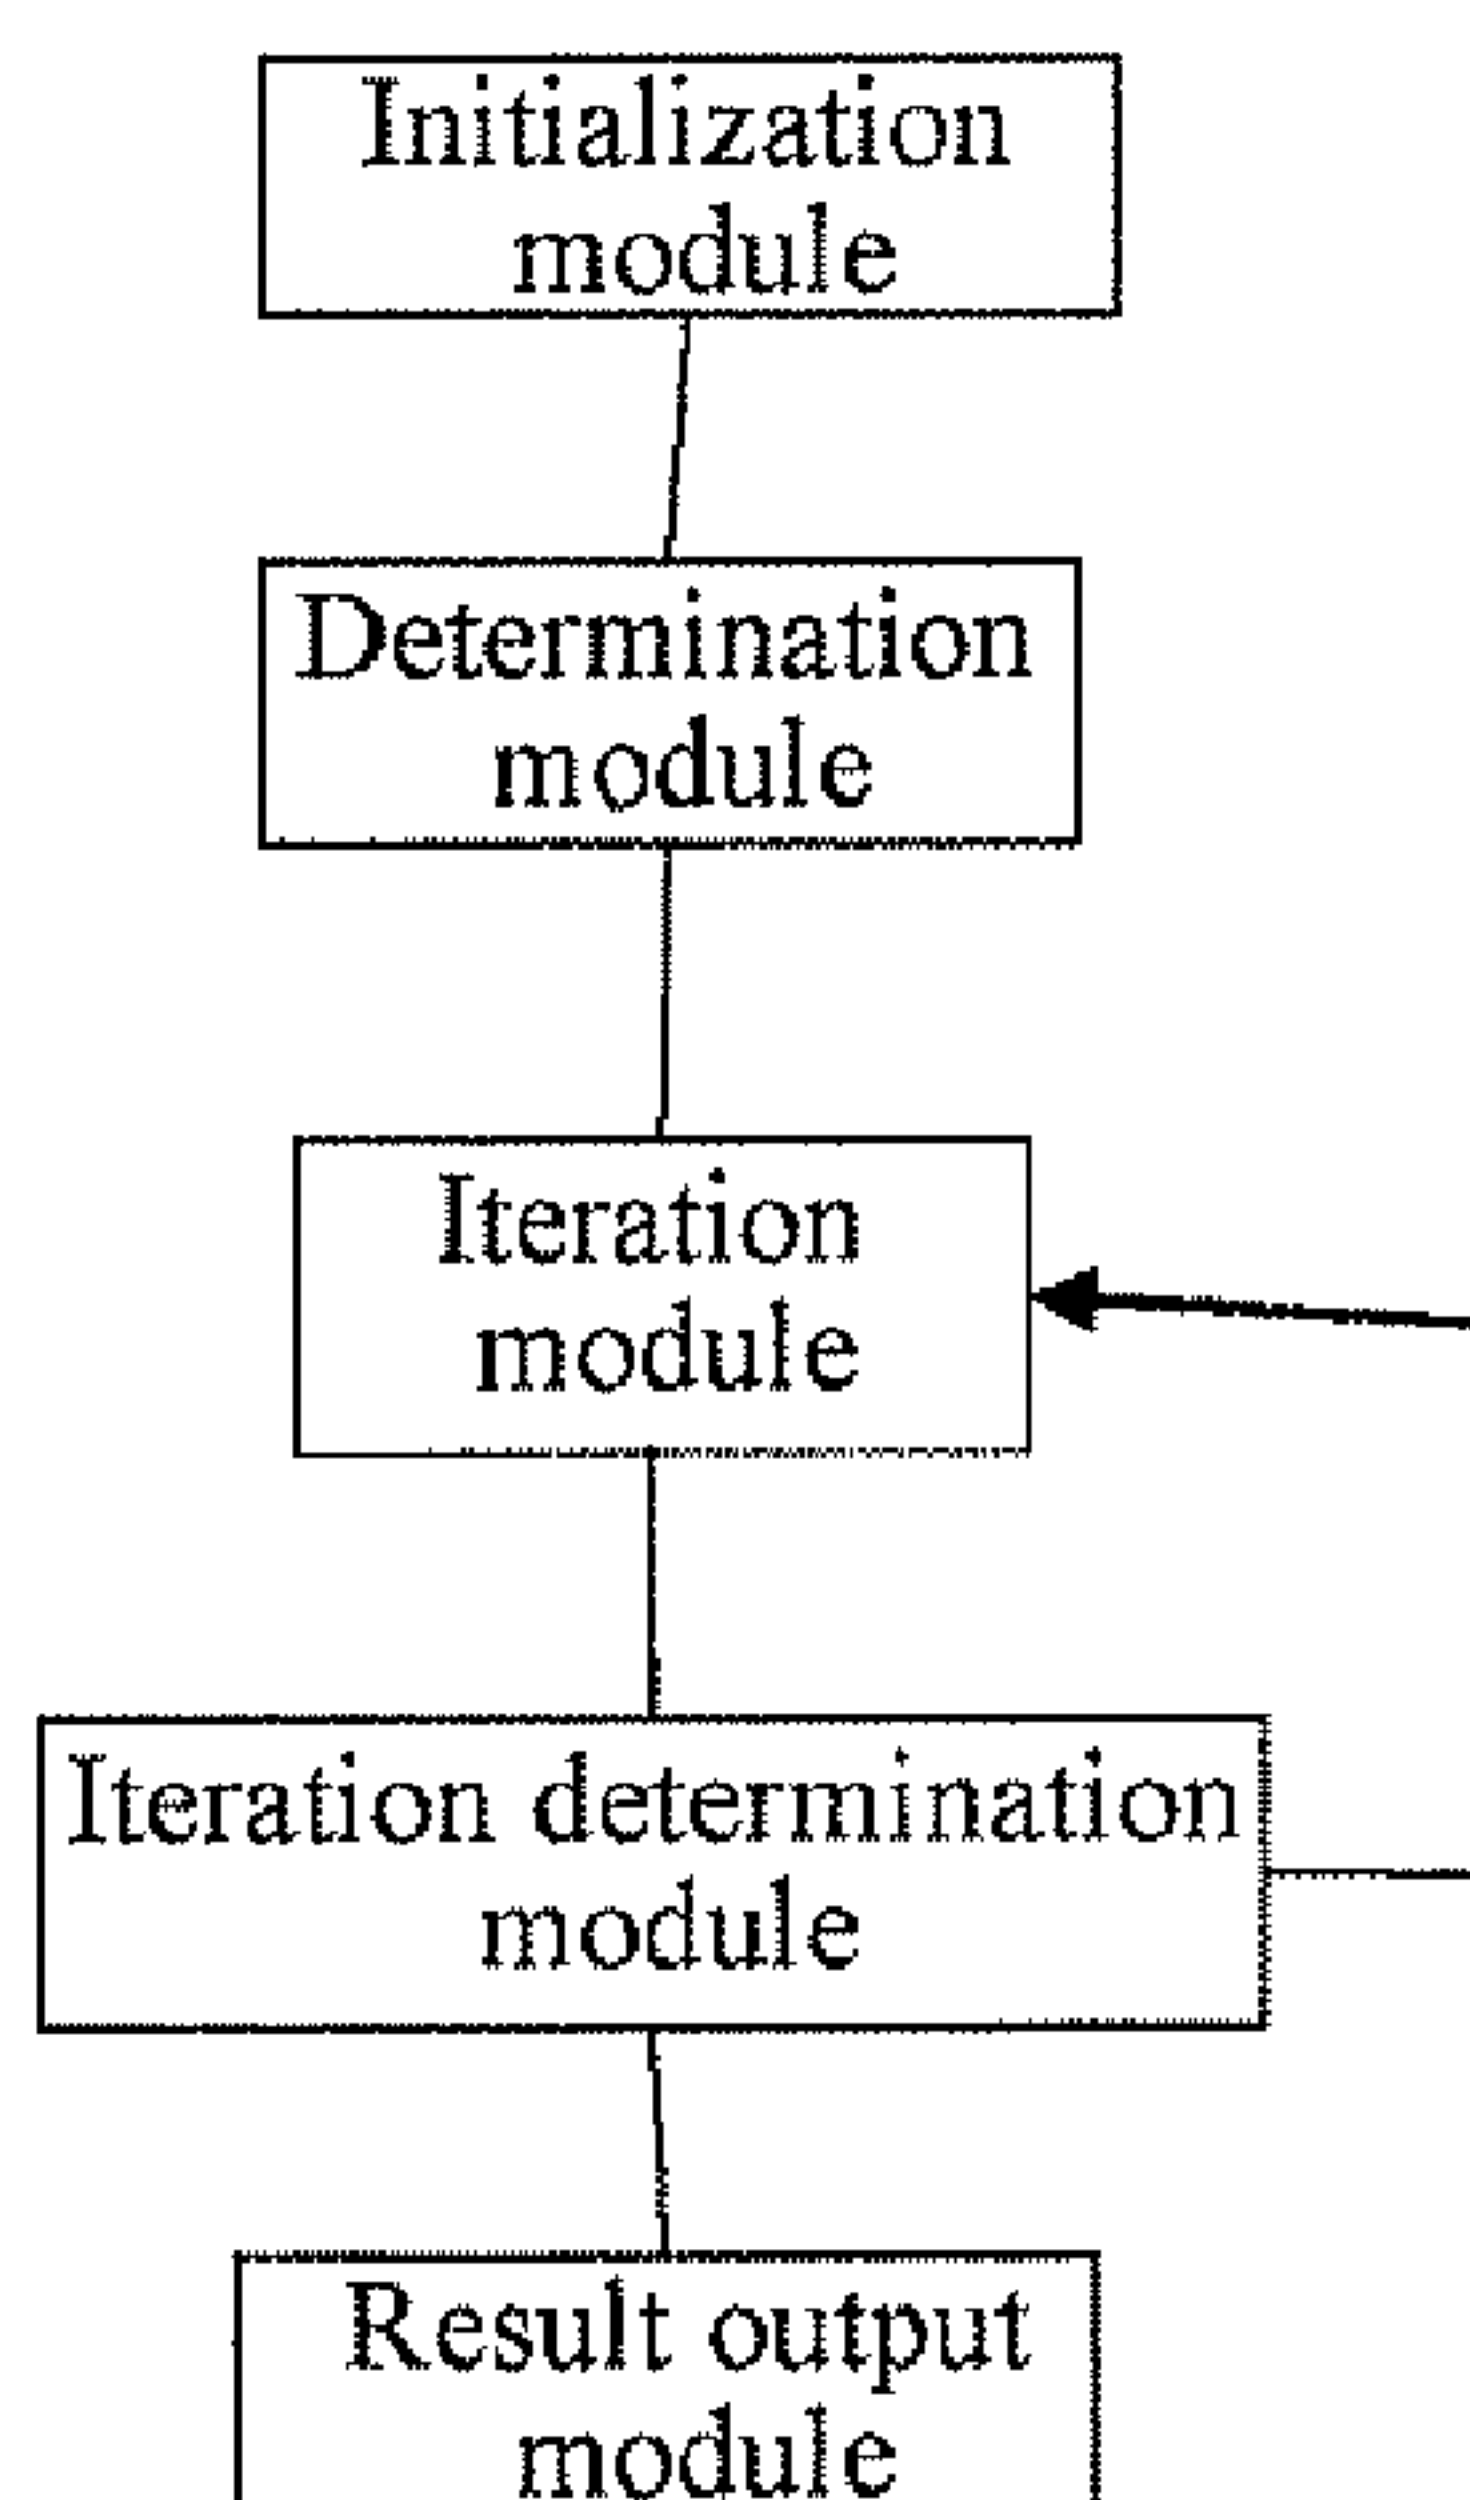 Initialization
module
Determination
module
Iteration
module
Iteration determination
module
Result output
module